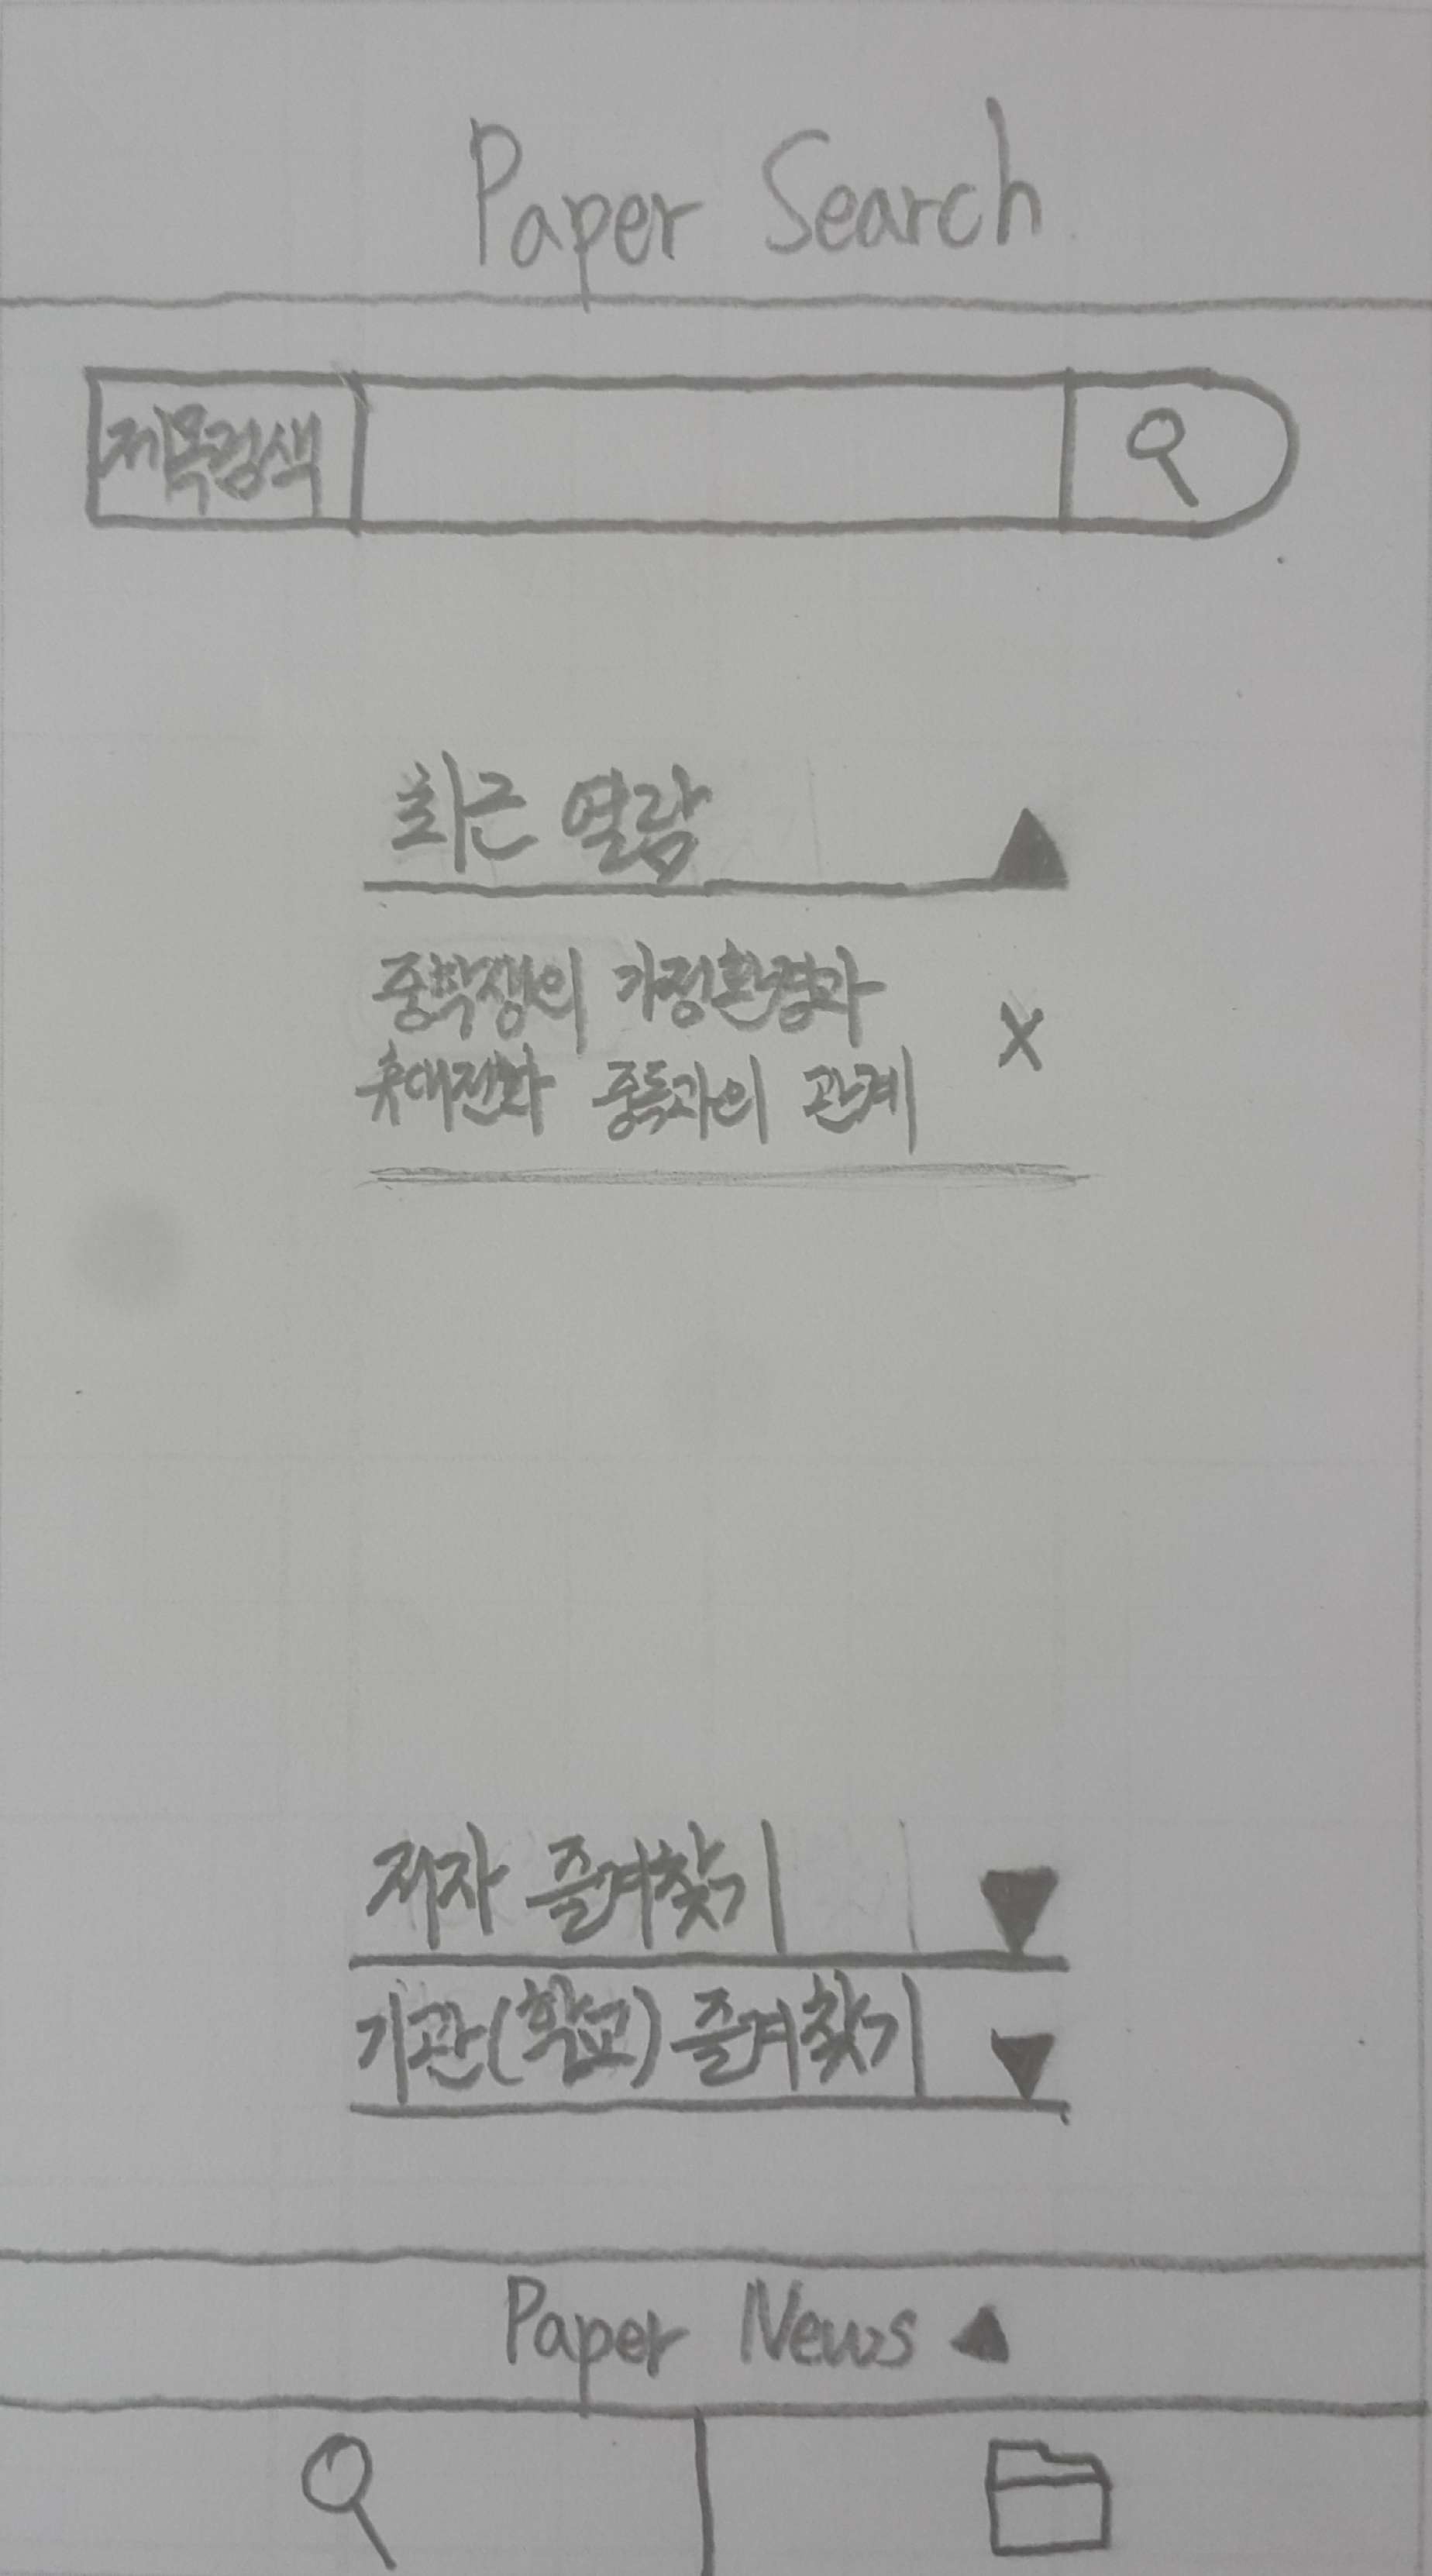 Paper Search
제목검색
최근 열람
중학생의 가정환경과
휴대전화 중독과의 관계
X
저자 즐겨찾기
기관(학교) 즐겨찾기
Paper News